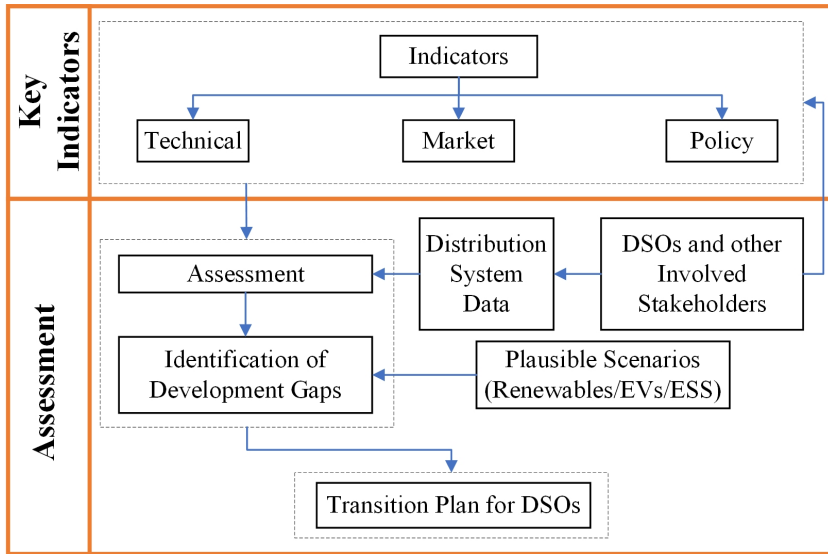 Key
Indicators
Indicators
Technical
Market
Policy
Assessment
Assessment
Distribution
System
Data
DSOs and other
Involved
Stakeholders
Identification of
Development Gaps
Plausible Scenarios
(Renewables/EVs/ESS)
Transition Plan for DSOs